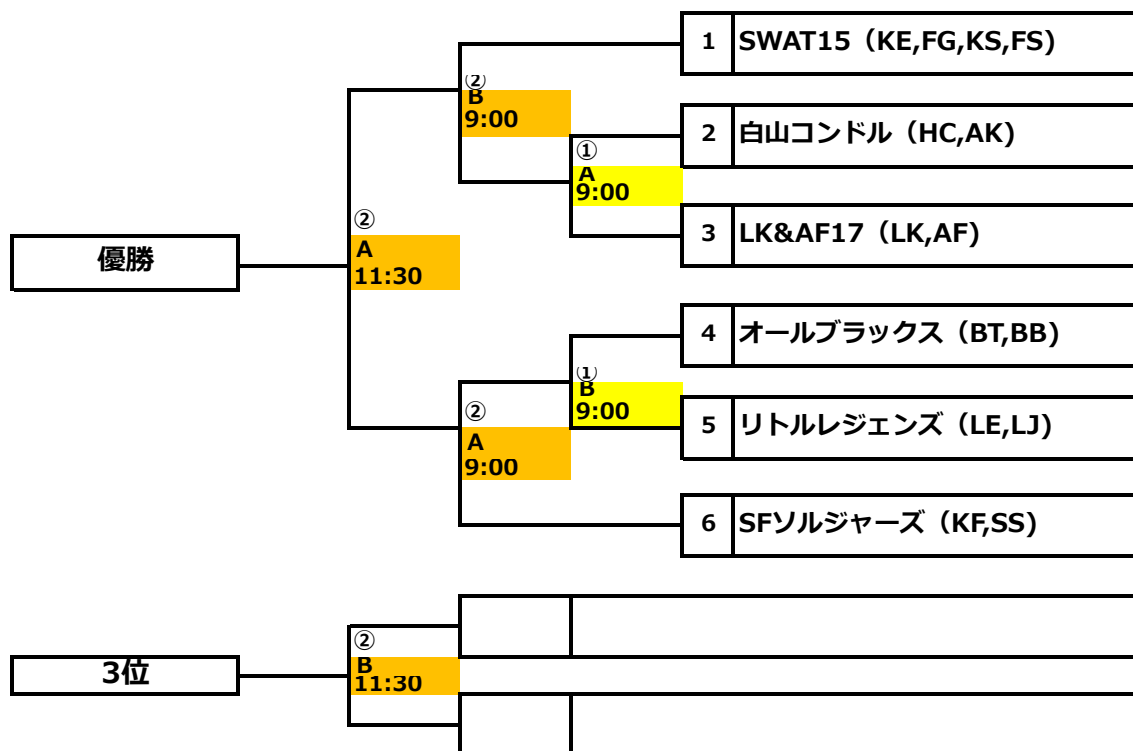 1 SWAT15（KE,FG,KS,FS)
②
B
9:00
2 白山コンドル（HC,AK)
①
A
9:00
②
3 LK&AF17（LK,AF)
優勝
A
11:30
4 オールブラックス（BT,BB)
①
B
9:00
②
5 リトルレジェンズ（LE,LJ)
A
9:00
6 SFソルジャーズ（KF,SS)
②
3位
B
11:30